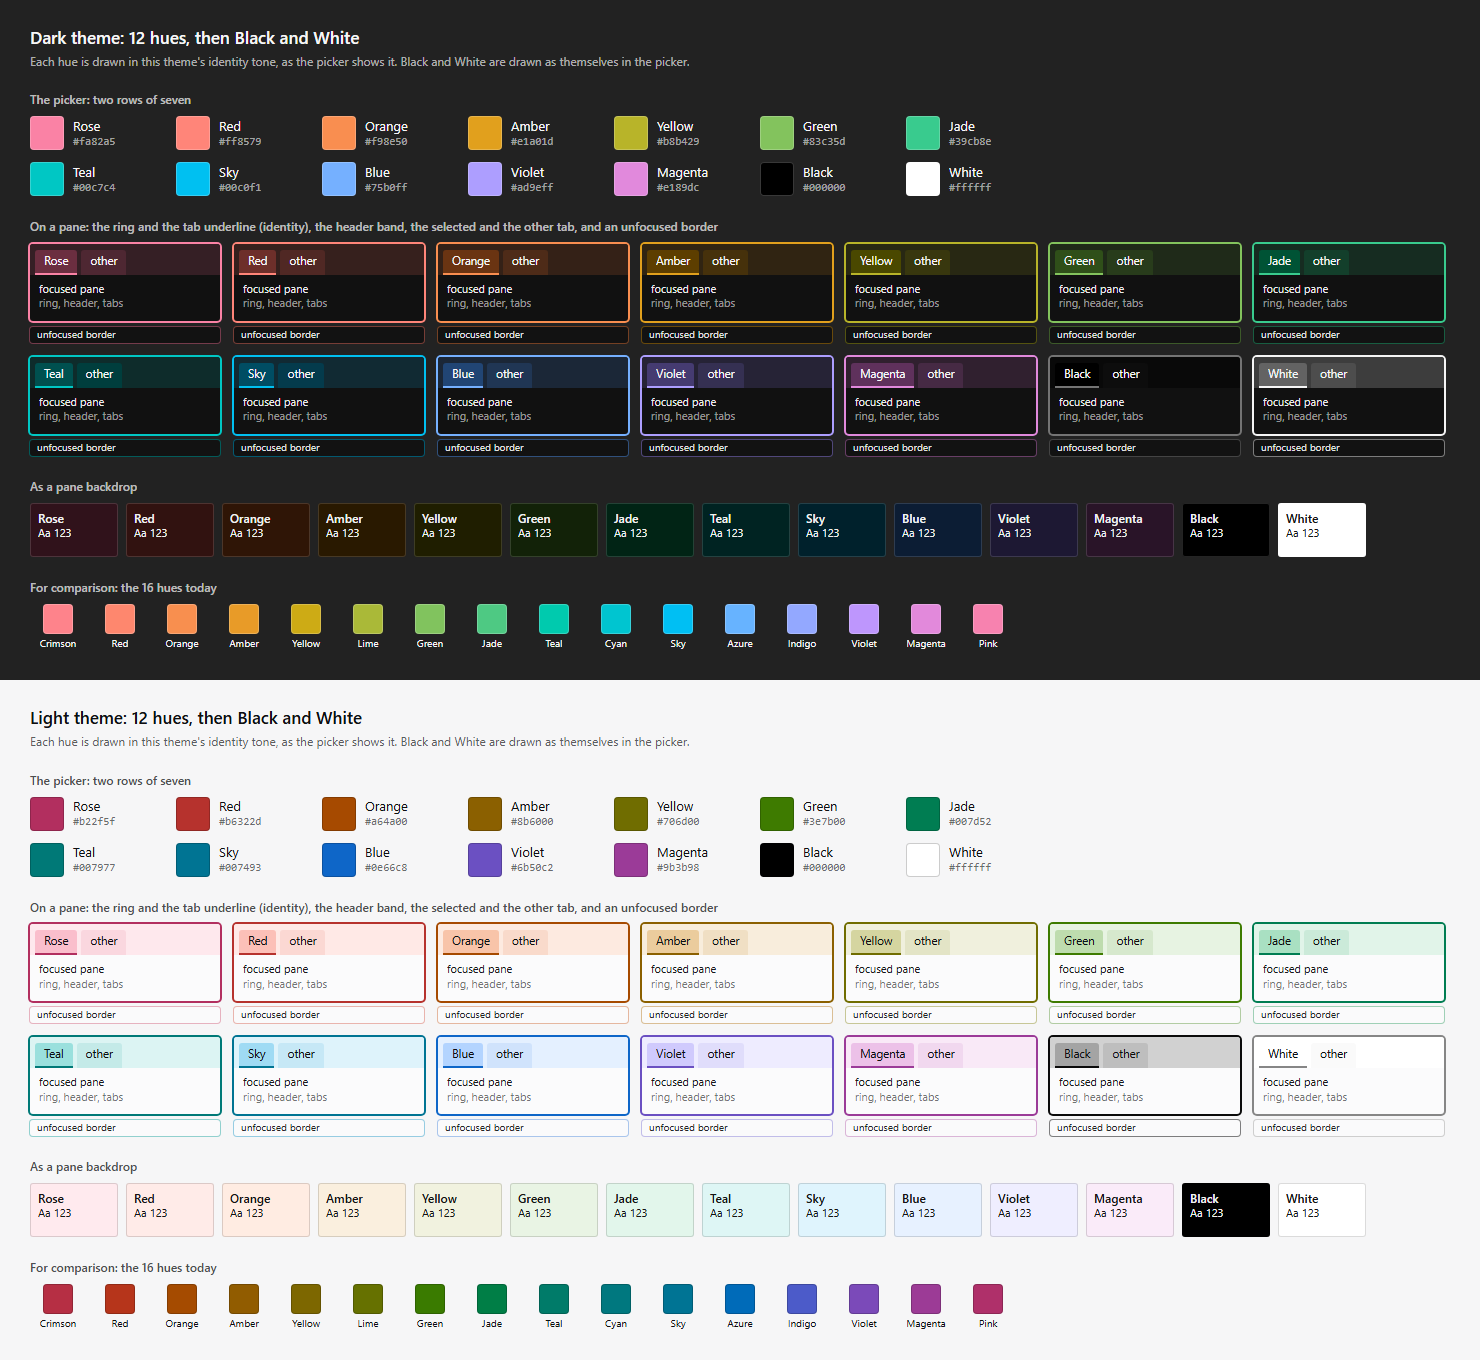 Dark theme: 12 hues, then Black and White
Each hue is drawn in this theme's identity tone, as the picker shows it. Black and White are drawn as themselves in the picker.
The picker: two rows of seven
Rose Red Orange Amber Yellow Green Jade
#fa82a5 #ff8579 #f98e50 #e1a01d #b8b429 #83c35d #39cb8e
Teal Sky Blue Violet Magenta Black White
#00c7c4 #00c0f1 #75b0ff #ad9eff #e189dc #000000 #ffffff
On a pane: the ring and the tab underline (identity), the header band, the selected and the other tab, and an unfocused border
Rose other Red other Orange other Amber other Yellow other Green other Jade other
focused pane focused pane focused pane focused pane focused pane focused pane focused pane
ring, header, tabs ring, header, tabs ring, header, tabs ring, header, tabs ring, header, tabs ring, header, tabs ring, header, tabs
unfocused border unfocused border unfocused border unfocused border unfocused border unfocused border unfocused border
Teal other Sky other Blue other Violet other Magenta other Black other White other
focused pane focused pane focused pane focused pane focused pane focused pane focused pane
ring, header, tabs ring, header, tabs ring, header, tabs ring, header, tabs ring, header, tabs ring, header, tabs ring, header, tabs
unfocused border unfocused border unfocused border unfocused border unfocused border unfocused border unfocused border
As a pane backdrop
Rose Red Orange Amber Yellow Green Jade Teal Sky Blue Violet Magenta Black White
Aa 123 Aa 123 Aa 123 Aa 123 Aa 123 Aa 123 Aa 123 Aa 123 Aa 123 Aa 123 Aa 123 Aa 123 Aa 123 Aa 123
For comparison: the 16 hues today
Crimson Red Orange Amber Yellow Lime Green Jade Teal Cyan Sky Azure Indigo Violet Magenta Pink
Light theme: 12 hues, then Black and White
Each hue is drawn in this theme's identity tone, as the picker shows it. Black and White are drawn as themselves in the picker.
The picker: two rows of seven
Rose Red Orange Amber Yellow Green Jade
#b22f5f #b6322d #a64a00 #8b6000 #706d00 #3e7b00 #007d52
Teal Sky Blue Violet Magenta Black White
#007977 #007493 #0e66c8 #6b50c2 #9b3b98 #000000 #ffffff
On a pane: the ring and the tab underline (identity), the header band, the selected and the other tab, and an unfocused border
Rose other Red other Orange other Amber other Yellow other Green other Jade other
focused pane focused pane focused pane focused pane focused pane focused pane focused pane
ring, header, tabs ring, header, tabs ring, header, tabs ring, header, tabs ring, header, tabs ring, header, tabs ring, header, tabs
unfocused border unfocused border unfocused border unfocused border unfocused border unfocused border unfocused border
Teal other Sky other Blue other Violet other Magenta other Black other White other
focused pane focused pane focused pane focused pane focused pane focused pane focused pane
ring, header, tabs ring, header, tabs ring, header, tabs ring, header, tabs ring, header, tabs ring, header, tabs ring, header, tabs
unfocused border unfocused border unfocused border unfocused border unfocused border unfocused border unfocused border
As a pane backdrop
Rose Red Orange Amber Yellow Green Jade Teal Sky Blue Violet Magenta Black White
Aa 123 Aa 123 Aa 123 Aa 123 Aa 123 Aa 123 Aa 123 Aa 123 Aa 123 Aa 123 Aa 123 Aa 123 Aa 123 Aa 123
For comparison: the 16 hues today
Crimson Red Orange Amber Yellow Lime Green Jade Teal Cyan Sky Azure Indigo Violet Magenta Pink